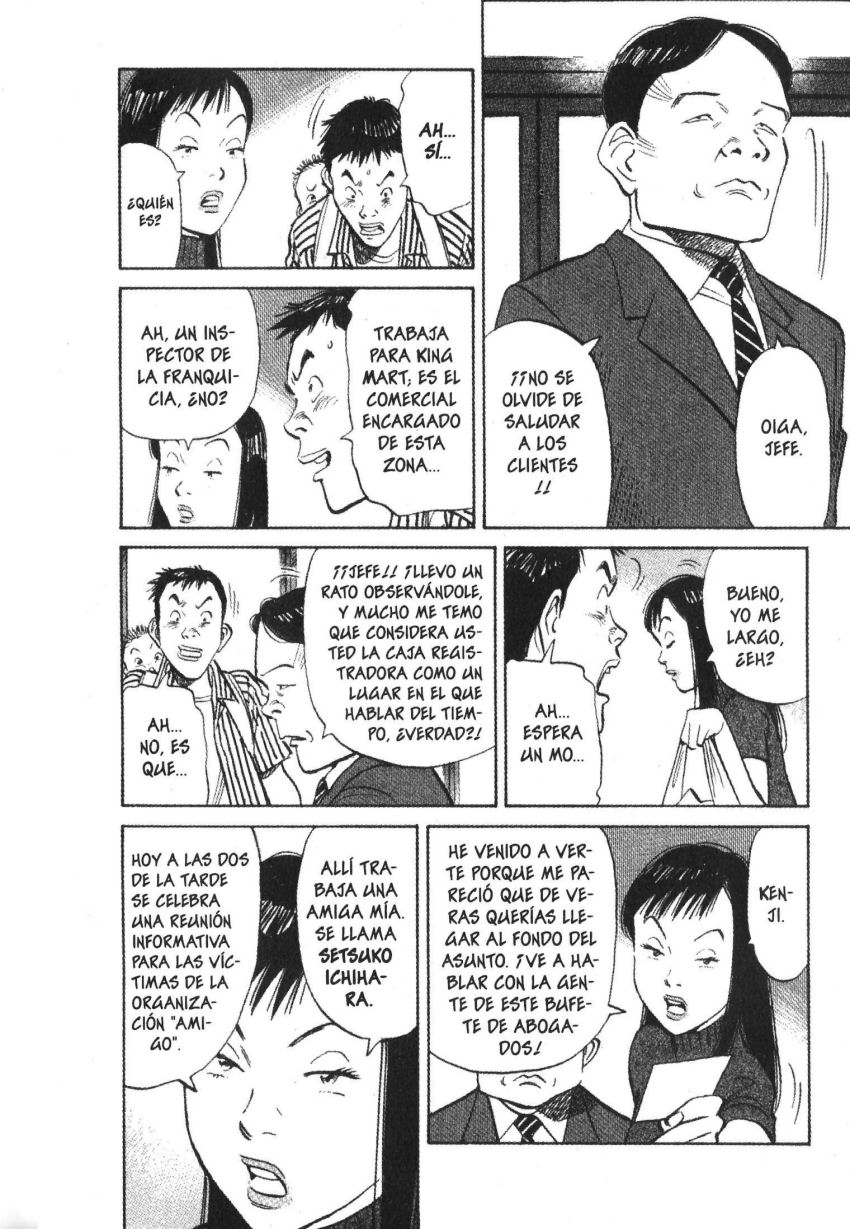 OIGA,
JEFE.
¡¡NO SE
OLVIDE DE
SALUDAR
A LOS
CLIENTES
!!
AH...
SÍ...
¿QUIÉN
ES?
TRABAJA
PARA KING
MART; ES EL
COMERCIAL
ENCARGADO
DE ESTA
ZONA...
AH, UN INS-
PECTOR DE
LA FRANQUI-
CIA, ¿NO?
BUENO,
YO ME
LARGO,
¿EH?
AH...
ESPERA
UN MO...
¡¡JEFE!! ¡LLEVO UN
RATO OBSERVÁNDOLE,
Y MUCHO ME TEMO
QUE CONSIDERA US-
TED LA CAJA REGIS-
TRADORA COMO UN
LUGAR EN EL QUE
HABLAR DEL TIEM-
PO, ¿VERDAD?!
AH...
NO, ES
QUE...
KEN-
JI.
HE VENIDO A VER-
TE PORQUE ME PA-
RECIÓ QUE DE VE-
RAS QUERÍAS LLE-
GAR AL FONDO DEL
ASUNTO. ¡VE A HA-
BLAR CON LA GEN-
TE DE ESTE BUFE-
TE DE ABOGA-
DOS!
ALLÍ TRA-
BAJA UNA
AMIGA MÍA.
SE LLAMA
SETSUKO
ICHIHA-
RA.
HOY A LAS DOS
DE LA TARDE
SE CELEBRA
UNA REUNIÓN
INFORMATIVA
PARA LAS VÍC-
TIMAS DE LA
ORGANIZA-
CIÓN "AMI-
GO".